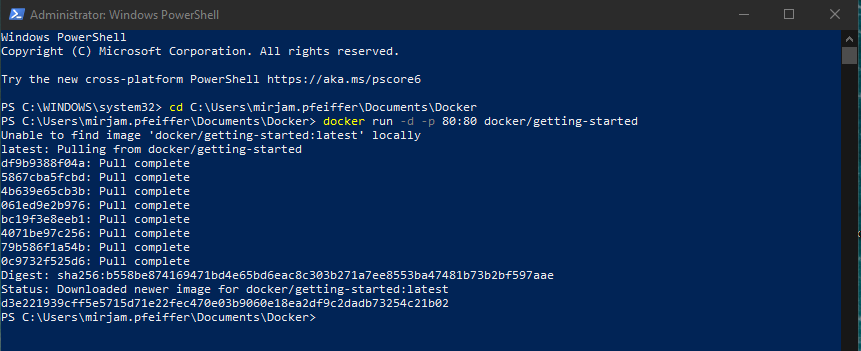 Administrator: Windows PowerShell
Windows PowerShell
Copyright (C) Microsoft Corporation. All rights reserved.
Try the new cross-platform PowerShell https://aka.ms/pscore6
PS C:\WINDOWS\system32> cd C:\Users\mirjam.pfeiffer\Documents\Docker
PS C:\Users\mirjam.pfeiffer\Documents\Docker> docker run -d -p 80:80 docker/getting-started
Unable to find image 'docker/getting-started:latest' locally
latest: Pulling from docker/getting-started
df9b9388f04a: Pull complete
5867cba5fcbd: Pull complete
4b639e65cb3b: Pull complete
061ed9e2b976: Pull complete
bc19f3e8eeb1: Pull complete
4071be97c256: Pull complete
79b586f1a54b: Pull complete
0c9732f525d6: Pull complete
Digest: sha256:b558be874169471bd4e65bd6eac8c303b271a7ee8553ba47481b73b2bf597aae
Status: Downloaded newer image for docker/getting-started:latest
d3e221939cff5e5715d71e22fec470e03b9060e18ea2df9c2dadb73254c21b02
PS C:\Users\mirjam.pfeiffer\Documents\Docker>